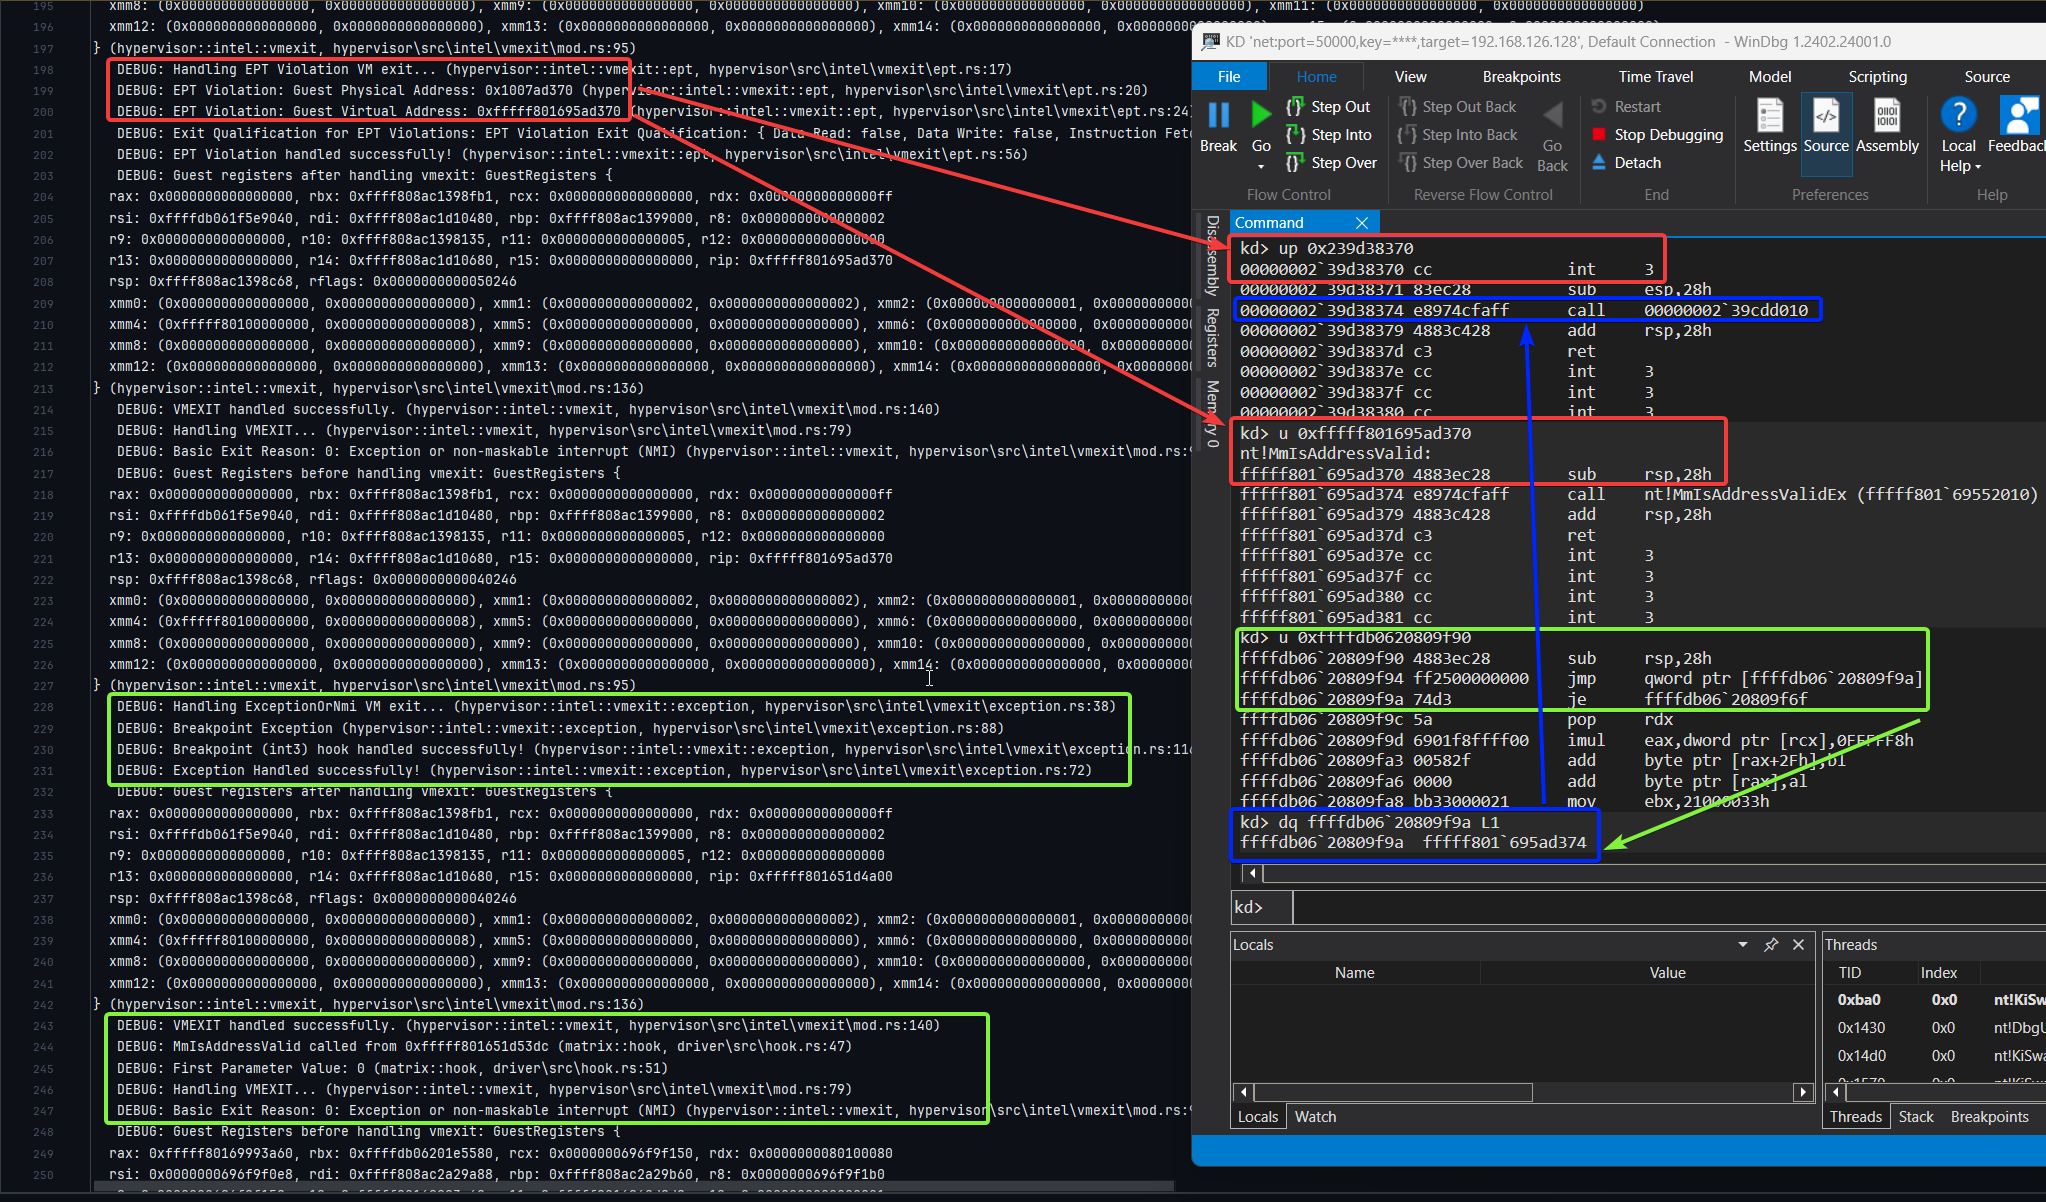 195 xmm8: (0x0000000000000000, 0x0000000000000000), xmm9: (0x0000000000000000, 0x0000000000000000), xmm10: (0x0000000000000000, 0x0000000000000000), xmm11: (0x0000000000000000, 0x0000000000000000)
196 xmm12: (0x0000000000000000, 0x0000000000000000), xmm13: (0x0000000000000000, 0x0000000000000000), xmm14: (0x0000000000000000, 0x0000000000000000)
197 } (hypervisor::intel::vmexit, hypervisor\src\intel\vmexit\mod.rs:95)
198 DEBUG: Handling EPT Violation VM exit... (hypervisor::intel::vmexit::ept, hypervisor\src\intel\vmexit\ept.rs:17)
199 DEBUG: EPT Violation: Guest Physical Address: 0x1007ad370 (hypervisor::intel::vmexit::ept, hypervisor\src\intel\vmexit\ept.rs:20)
200 DEBUG: EPT Violation: Guest Virtual Address: 0xfffff801695ad370 (hypervisor::intel::vmexit::ept, hypervisor\src\intel\vmexit\ept.rs:24)
201 DEBUG: Exit Qualification for EPT Violations: EPT Violation Exit Qualification: { Data Read: false, Data Write: false, Instruction Fetc
202 DEBUG: EPT Violation handled successfully! (hypervisor::intel::vmexit::ept, hypervisor\src\intel\vmexit\ept.rs:56)
203 DEBUG: Guest registers after handling vmexit: GuestRegisters {
204 rax: 0x0000000000000000, rbx: 0xffff808ac1398fb1, rcx: 0x0000000000000000, rdx: 0x00000000000000ff
205 rsi: 0xffffdb061f5e9040, rdi: 0xffff808ac1d10480, rbp: 0xffff808ac1399000, r8: 0x0000000000000002
206 r9: 0x0000000000000000, r10: 0xffff808ac1398135, r11: 0x0000000000000005, r12: 0x0000000000000000
207 r13: 0x0000000000000000, r14: 0xffff808ac1d10680, r15: 0x0000000000000000, rip: 0xfffff801695ad370
208 rsp: 0xffff808ac1398c68, rflags: 0x0000000000050246
209 xmm0: (0x0000000000000000, 0x0000000000000000), xmm1: (0x0000000000000002, 0x0000000000000002), xmm2: (0x0000000000000001, 0x00000000000
210 xmm4: (0xfffff80100000000, 0x0000000000000008), xmm5: (0x0000000000000000, 0x0000000000000000), xmm6: (0x0000000000000000, 0x00000000000
211 xmm8: (0x0000000000000000, 0x0000000000000000), xmm9: (0x0000000000000000, 0x0000000000000000), xmm10: (0x0000000000000000, 0x0000000000
212 xmm12: (0x0000000000000000, 0x0000000000000000), xmm13: (0x0000000000000000, 0x0000000000000000), xmm14: (0x0000000000000000, 0x00000000
213 } (hypervisor::intel::vmexit, hypervisor\src\intel\vmexit\mod.rs:136)
214 DEBUG: VMEXIT handled successfully. (hypervisor::intel::vmexit, hypervisor\src\intel\vmexit\mod.rs:140)
215 DEBUG: Handling VMEXIT... (hypervisor::intel::vmexit, hypervisor\src\intel\vmexit\mod.rs:79)
216 DEBUG: Basic Exit Reason: 0: Exception or non-maskable interrupt (NMI) (hypervisor::intel::vmexit, hypervisor\src\intel\vmexit\mod.rs:9
217 DEBUG: Guest Registers before handling vmexit: GuestRegisters {
218 rax: 0x0000000000000000, rbx: 0xffff808ac1398fb1, rcx: 0x0000000000000000, rdx: 0x00000000000000ff
219 rsi: 0xffffdb061f5e9040, rdi: 0xffff808ac1d10480, rbp: 0xffff808ac1399000, r8: 0x0000000000000002
220 r9: 0x0000000000000000, r10: 0xffff808ac1398135, r11: 0x0000000000000005, r12: 0x0000000000000000
221 r13: 0x0000000000000000, r14: 0xffff808ac1d10680, r15: 0x0000000000000000, rip: 0xfffff801695ad370
222 rsp: 0xffff808ac1398c68, rflags: 0x0000000000040246
223 xmm0: (0x0000000000000000, 0x0000000000000000), xmm1: (0x0000000000000002, 0x0000000000000002), xmm2: (0x0000000000000001, 0x00000000000
224 xmm4: (0xfffff80100000000, 0x0000000000000008), xmm5: (0x0000000000000000, 0x0000000000000000), xmm6: (0x0000000000000000, 0x00000000000
225 xmm8: (0x0000000000000000, 0x0000000000000000), xmm9: (0x0000000000000000, 0x0000000000000000), xmm10: (0x0000000000000000, 0x0000000000
226 xmm12: (0x0000000000000000, 0x0000000000000000), xmm13: (0x0000000000000000, 0x0000000000000000), xmm14: (0x0000000000000000, 0x00000000
227 } (hypervisor::intel::vmexit, hypervisor\src\intel\vmexit\mod.rs:95)
228 DEBUG: Handling ExceptionOrNmi VM exit... (hypervisor::intel::vmexit::exception, hypervisor\src\intel\vmexit\exception.rs:38)
229 DEBUG: Breakpoint Exception (hypervisor::intel::vmexit::exception, hypervisor\src\intel\vmexit\exception.rs:88)
230 DEBUG: Breakpoint (int3) hook handled successfully! (hypervisor::intel::vmexit::exception, hypervisor\src\intel\vmexit\exception.rs:116
231 DEBUG: Exception Handled successfully! (hypervisor::intel::vmexit::exception, hypervisor\src\intel\vmexit\exception.rs:72)
232 DEBUG: Guest registers after handling vmexit: GuestRegisters {
233 rax: 0x0000000000000000, rbx: 0xffff808ac1398fb1, rcx: 0x0000000000000000, rdx: 0x00000000000000ff
234 rsi: 0xffffdb061f5e9040, rdi: 0xffff808ac1d10480, rbp: 0xffff808ac1399000, r8: 0x0000000000000002
235 r9: 0x0000000000000000, r10: 0xffff808ac1398135, r11: 0x0000000000000005, r12: 0x0000000000000000
236 r13: 0x0000000000000000, r14: 0xffff808ac1d10680, r15: 0x0000000000000000, rip: 0xfffff801651d4a00
237 rsp: 0xffff808ac1398c68, rflags: 0x0000000000040246
238 xmm0: (0x0000000000000000, 0x0000000000000000), xmm1: (0x0000000000000002, 0x0000000000000002), xmm2: (0x0000000000000001, 0x00000000000
239 xmm4: (0xfffff80100000000, 0x0000000000000008), xmm5: (0x0000000000000000, 0x0000000000000000), xmm6: (0x0000000000000000, 0x00000000000
240 xmm8: (0x0000000000000000, 0x0000000000000000), xmm9: (0x0000000000000000, 0x0000000000000000), xmm10: (0x0000000000000000, 0x0000000000
241 xmm12: (0x0000000000000000, 0x0000000000000000), xmm13: (0x0000000000000000, 0x0000000000000000), xmm14: (0x0000000000000000, 0x00000000
242 } (hypervisor::intel::vmexit, hypervisor\src\intel\vmexit\mod.rs:136)
243 DEBUG: VMEXIT handled successfully. (hypervisor::intel::vmexit, hypervisor\src\intel\vmexit\mod.rs:140)
244 DEBUG: MmIsAddressValid called from 0xfffff801651d53dc (matrix::hook, driver\src\hook.rs:47)
245 DEBUG: First Parameter Value: 0 (matrix::hook, driver\src\hook.rs:51)
246 DEBUG: Handling VMEXIT... (hypervisor::intel::vmexit, hypervisor\src\intel\vmexit\mod.rs:79)
247 DEBUG: Basic Exit Reason: 0: Exception or non-maskable interrupt (NMI) (hypervisor::intel::vmexit, hypervisor\src\intel\vmexit\mod.rs:9
248 DEBUG: Guest Registers before handling vmexit: GuestRegisters {
249 rax: 0xfffff80169993a60, rbx: 0xffffdb06201e5580, rcx: 0x0000000696f9f150, rdx: 0x0000000080100080
250 rsi: 0x0000000696f9f0e8, rdi: 0xffff808ac2a29a88, rbp: 0xffff808ac2a29b60, r8: 0x0000000696f9f1b0
KD 'net:port=50000,key=****,target=192.168.126.128', Default Connection - WinDbg 1.2402.24001.0
File Home View Breakpoints Time Travel Model Scripting Source
Break Go Step Out Step Into Step Over
Step Out Back Step Into Back Step Over Back Go Back
Restart Stop Debugging Detach
Settings Source Assembly Local Help Feedbac
Flow Control Reverse Flow Control End Preferences Help
Disassembly
Registers
Memory 0
Command
kd> up 0x239d38370
00000002`39d38370 cc int 3
00000002`39d38371 83ec28 sub esp,28h
00000002`39d38374 e8974cfaff call 00000002`39cdd010
00000002`39d38379 4883c428 add rsp,28h
00000002`39d3837d c3 ret
00000002`39d3837e cc int 3
00000002`39d3837f cc int 3
00000002`39d38380 cc int 3
kd> u 0xfffff801695ad370
nt!MmIsAddressValid:
fffff801`695ad370 4883ec28 sub rsp,28h
fffff801`695ad374 e8974cfaff call nt!MmIsAddressValidEx (fffff801`69552010)
fffff801`695ad379 4883c428 add rsp,28h
fffff801`695ad37d c3 ret
fffff801`695ad37e cc int 3
fffff801`695ad37f cc int 3
fffff801`695ad380 cc int 3
fffff801`695ad381 cc int 3
kd> u 0xffffdb0620809f90
ffffdb06`20809f90 4883ec28 sub rsp,28h
ffffdb06`20809f94 ff2500000000 jmp qword ptr [ffffdb06`20809f9a]
ffffdb06`20809f9a 74d3 je ffffdb06`20809f6f
ffffdb06`20809f9c 5a pop rdx
ffffdb06`20809f9d 6901f8ffff00 imul eax,dword ptr [rcx],0FFFFF8h
ffffdb06`20809fa3 00582f add byte ptr [rax+2Fh],bl
ffffdb06`20809fa6 0000 add byte ptr [rax],al
ffffdb06`20809fa8 bb33000021 mov ebx,21000033h
kd> dq ffffdb06`20809f9a L1
ffffdb06`20809f9a fffff801`695ad374
kd>
Locals
Name Value
Locals Watch
Threads
TID Index
0xba0 0x0 nt!KiSw
0x1430 0x0 nt!DbgU
0x14d0 0x0 nt!KiSwa
Threads Stack Breakpoints